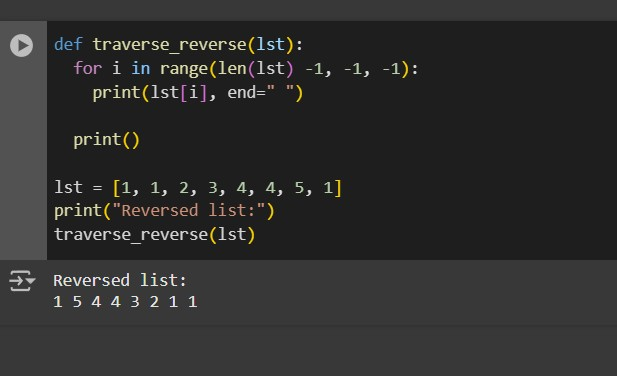 def traverse_reverse(lst):
  for i in range(len(lst) -1, -1, -1):
    print(lst[i], end=" ")

  print()

lst = [1, 1, 2, 3, 4, 4, 5, 1]
print("Reversed list:")
traverse_reverse(lst)
Reversed list:
1 5 4 4 3 2 1 1